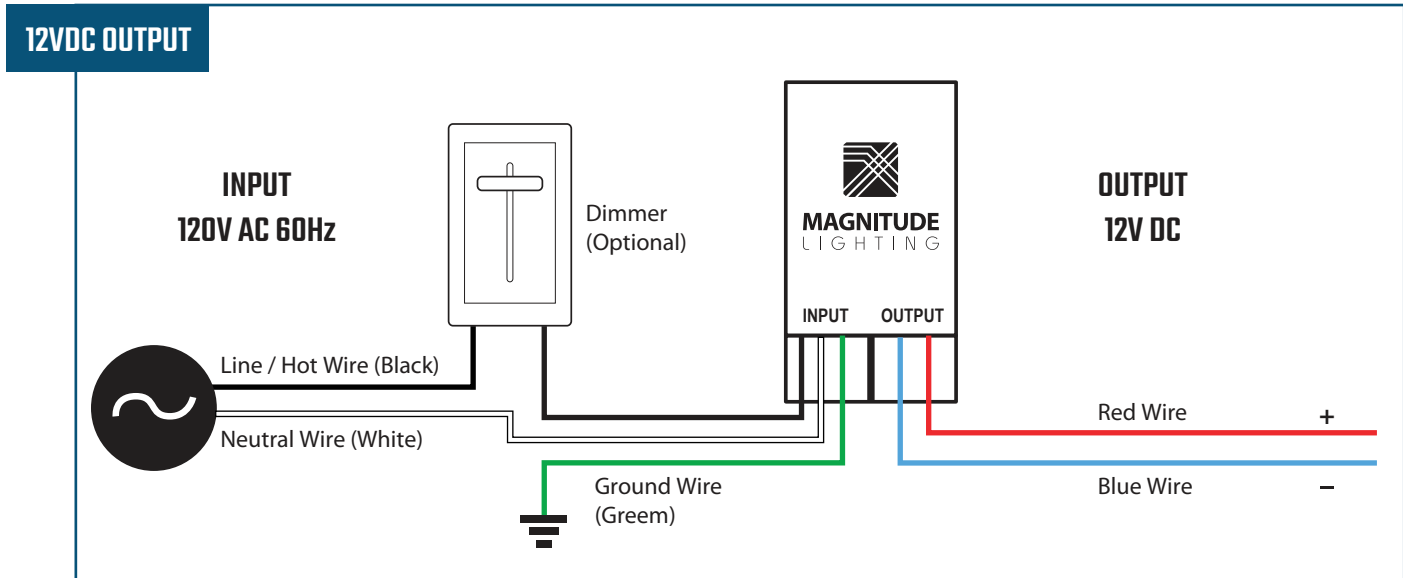 12VDC OUTPUT
INPUT
120V AC 60Hz
Dimmer
(Optional)
MAGNITUDE
LIGHTING
INPUT OUTPUT
OUTPUT
12V DC
Line / Hot Wire (Black)
Neutral Wire (White)
Ground Wire
(Greem)
Red Wire +
Blue Wire −